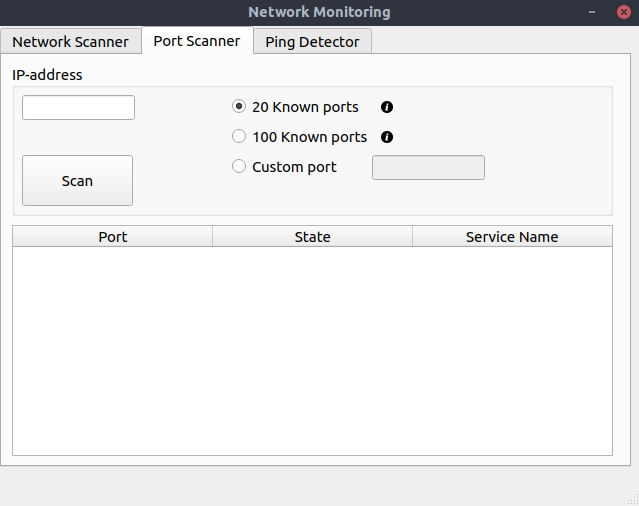 Network Monitoring
Network Scanner Port Scanner Ping Detector
IP-address
20 Known ports
100 Known ports
Custom port
Scan
Port State Service Name